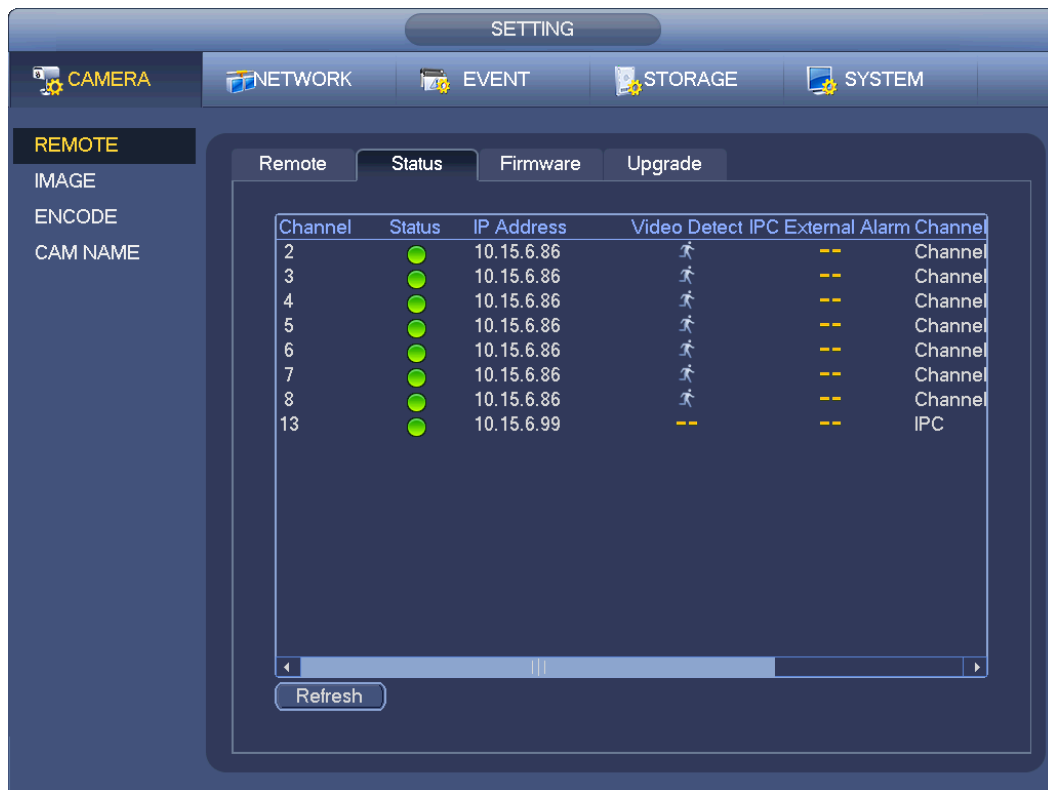 SETTING
CAMERA NETWORK EVENT STORAGE SYSTEM
REMOTE
IMAGE
ENCODE
CAM NAME
Remote Status Firmware Upgrade
Channel Status IP Address Video Detect IPC External Alarm Channel
2 10.15.6.86 -- Channel
3 10.15.6.86 -- Channel
4 10.15.6.86 -- Channel
5 10.15.6.86 -- Channel
6 10.15.6.86 -- Channel
7 10.15.6.86 -- Channel
8 10.15.6.86 -- Channel
13 10.15.6.99 -- -- IPC
Refresh